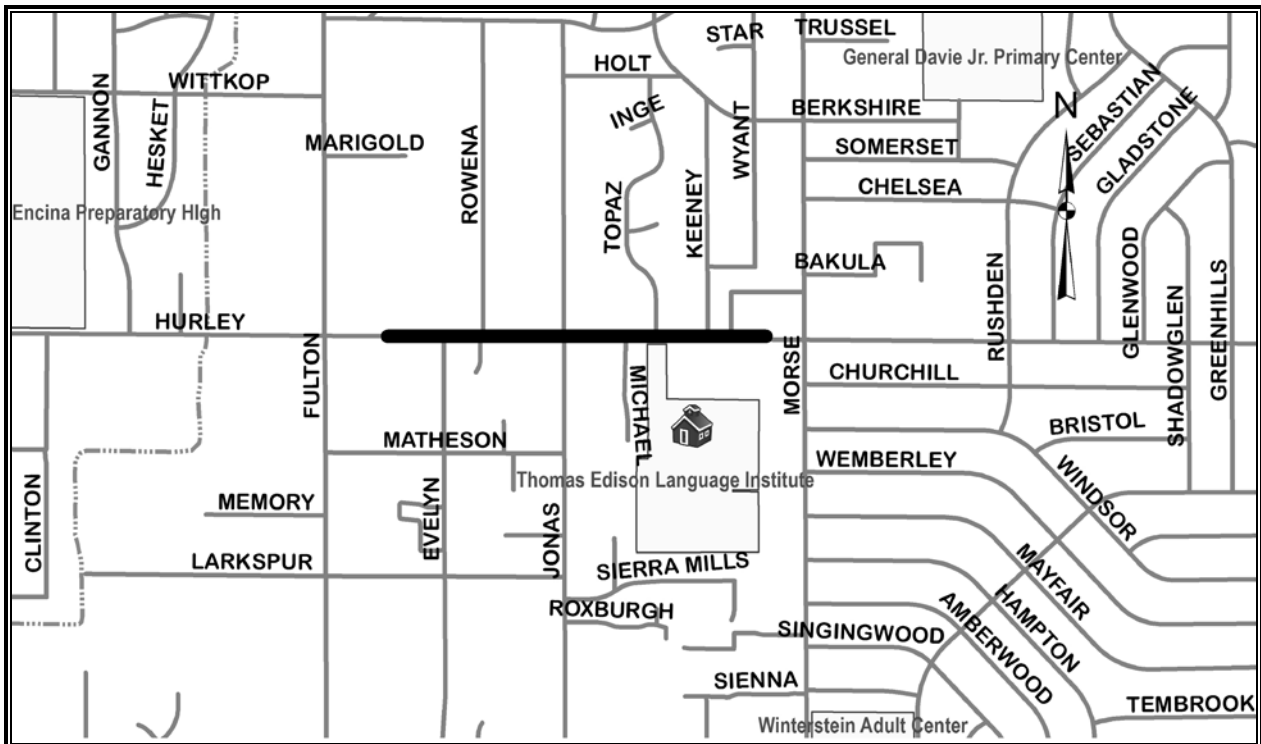 STAR
TRUSSEL
General Davie Jr. Primary Center
HOLT
WITTKOP
GANNON
HESKET
INGE
BERKSHIRE
N
SEBASTIAN
GLADSTONE
MARIGOLD
ROWENA
WYANT
SOMERSET
CHELSEA
Encina Preparatory HIgh
TOPAZ
KEENEY
BAKULA
RUSHDEN
GLENWOOD
SHADOWGLEN
GREENHILLS
HURLEY
FULTON
MICHAEL
MORSE
CHURCHILL
BRISTOL
MATHESON
WEMBERLEY
WINDSOR
Thomas Edison Language Institute
CLINTON
MEMORY
EVELYN
JONAS
LARKSPUR
SIERRA MILLS
MAYFAIR
ROXBURGH
HAMPTON
AMBERWOOD
SINGINGWOOD
SIENNA
TEMBROOK
Winterstein Adult Center